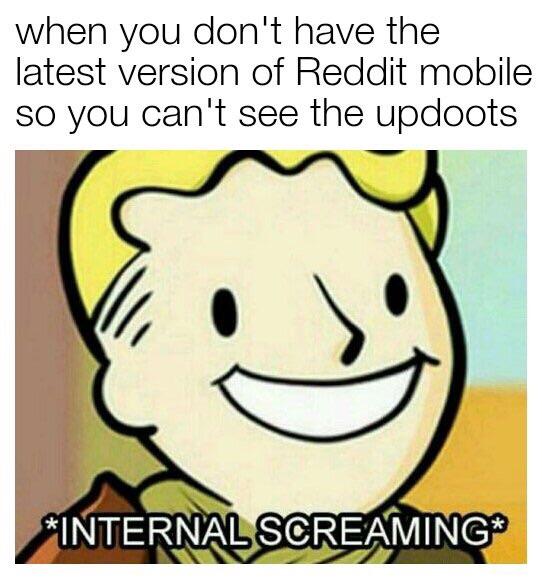 when you don't have the
latest version of Reddit mobile
so you can't see the updoots
*INTERNAL SCREAMING*